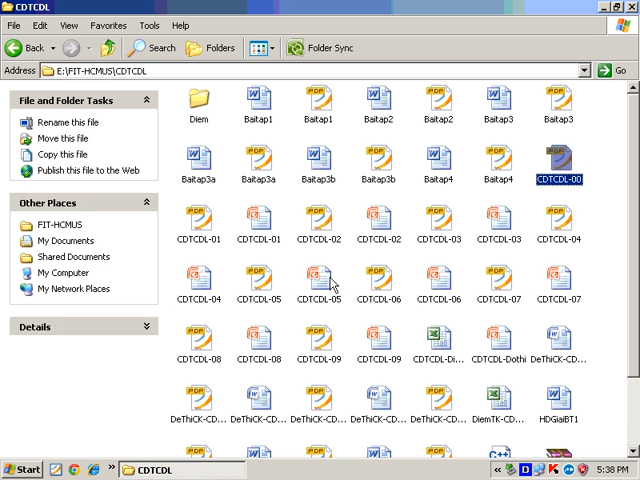 CDTCDL
File Edit View Favorites Tools Help
Back Search Folders Folder Sync
Address E:\FIT-HCMUS\CDTCDL Go
File and Folder Tasks
Rename this file
Move this file
Copy this file
Publish this file to the Web
Other Places
FIT-HCMUS
My Documents
Shared Documents
My Computer
My Network Places
Details
Diem Baitap1 Baitap1 Baitap2 Baitap2 Baitap3 Baitap3
Baitap3a Baitap3a Baitap3b Baitap3b Baitap4 Baitap4 CDTCDL-00
CDTCDL-01 CDTCDL-01 CDTCDL-02 CDTCDL-02 CDTCDL-03 CDTCDL-03 CDTCDL-04
CDTCDL-04 CDTCDL-05 CDTCDL-05 CDTCDL-06 CDTCDL-06 CDTCDL-07 CDTCDL-07
CDTCDL-08 CDTCDL-08 CDTCDL-09 CDTCDL-09 CDTCDL-Di... CDTCDL-Dothi DeThiCK-CD...
DeThiCK-CD... DeThiCK-CD... DeThiCK-CD... DeThiCK-CD... DeThiCK-CD... DiemTK-CD... HDGiaiBT1
Start CDTCDL 5:38 PM